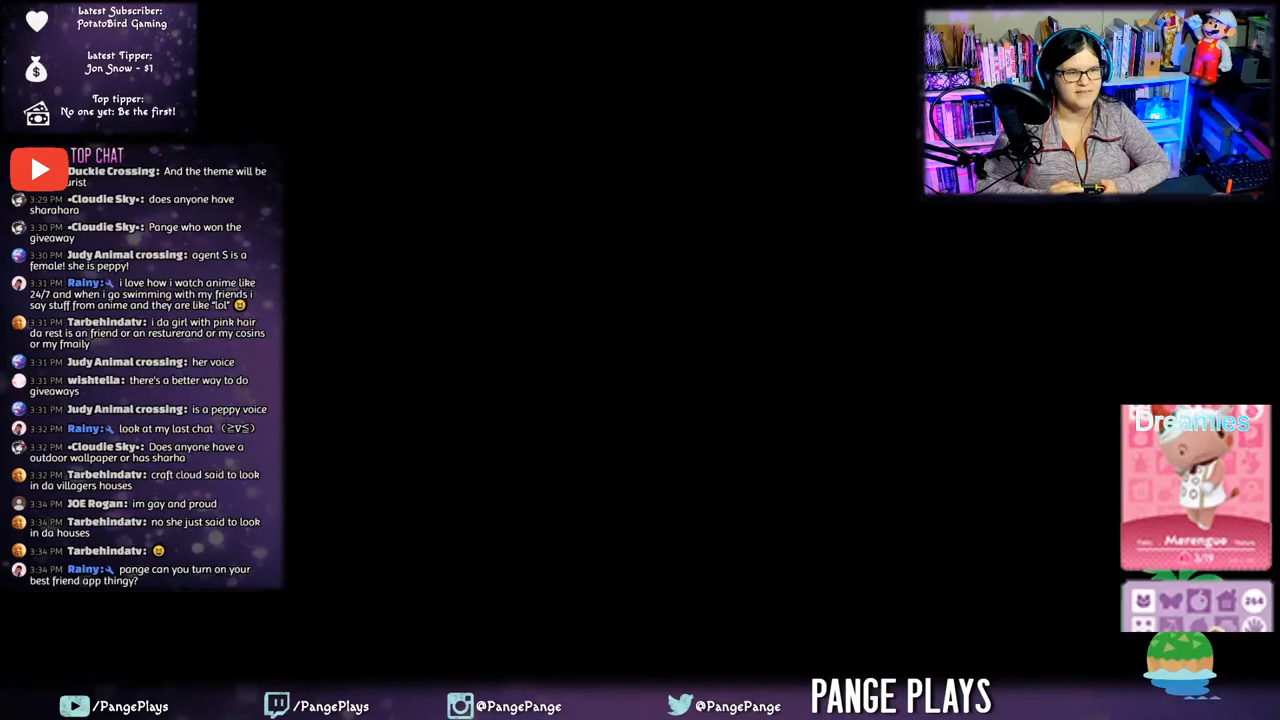 Latest Subscriber:
PotatoBird Gaming
Latest Tipper:
Jon Snow - $1
Top tipper:
No one yet: Be the first!
TOP CHAT
Duckie Crossing: And the theme will be
urist
3:29 PM •Cloudie Sky•: does anyone have
sharahara
3:30 PM •Cloudie Sky•: Pange who won the
giveaway
3:30 PM Judy Animal crossing: agent S is a
female! she is peppy!
3:31 PM Rainy: i love how i watch anime like
24/7 and when i go swimming with my friends i
say stuff from anime and they are like "lol" 😆
3:31 PM Tarbehindatv: i da girl with pink hair
da rest is an friend or an resturerand or my cosins
or my fmaily
3:31 PM Judy Animal crossing: her voice
3:31 PM wishtella: there's a better way to do
giveaways
3:31 PM Judy Animal crossing: is a peppy voice
3:32 PM Rainy: look at my last chat （≧∇≦）
3:32 PM •Cloudie Sky•: Does anyone have a
outdoor wallpaper or has sharha
3:32 PM Tarbehindatv: craft cloud said to look
in da villagers houses
3:34 PM JOE Rogan: im gay and proud
3:34 PM Tarbehindatv: no she just said to look
in da houses
3:34 PM Tarbehindatv: 😆
3:34 PM Rainy: pange can you turn on your
best friend app thingy?
Dreamies
Merengue
3/19
264
/PangePlays
/PangePlays
@PangePange
@PangePange
PANGE PLAYS